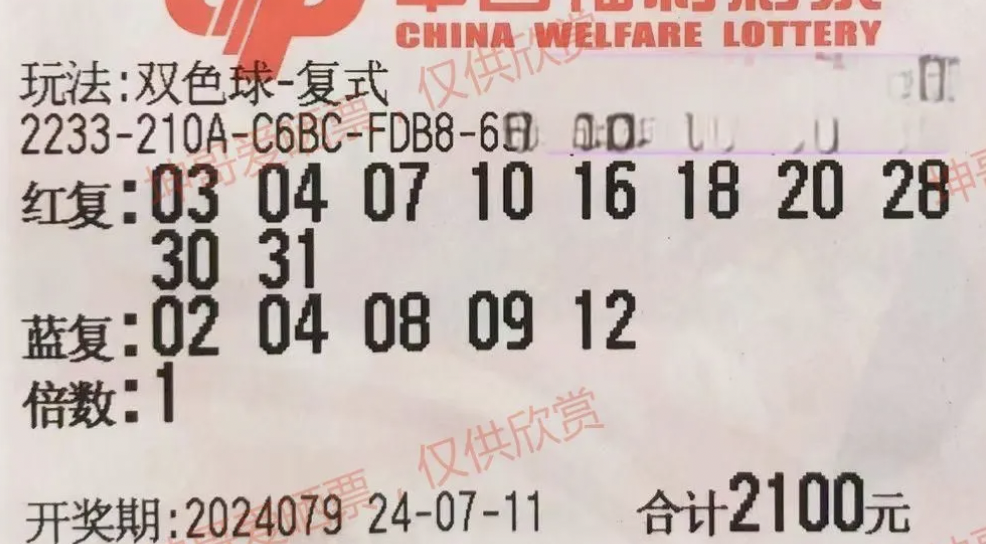 CHINA WELFARE LOTTERY
玩法:双色球-复式
2233-210A-C6BC-FDB8-6
红复:03 04 07 10 16 18 20 28
30 31
蓝复:02 04 08 09 12
倍数:1
开奖期:2024079 24-07-11 合计2100元
仅供欣赏
仅供欣赏